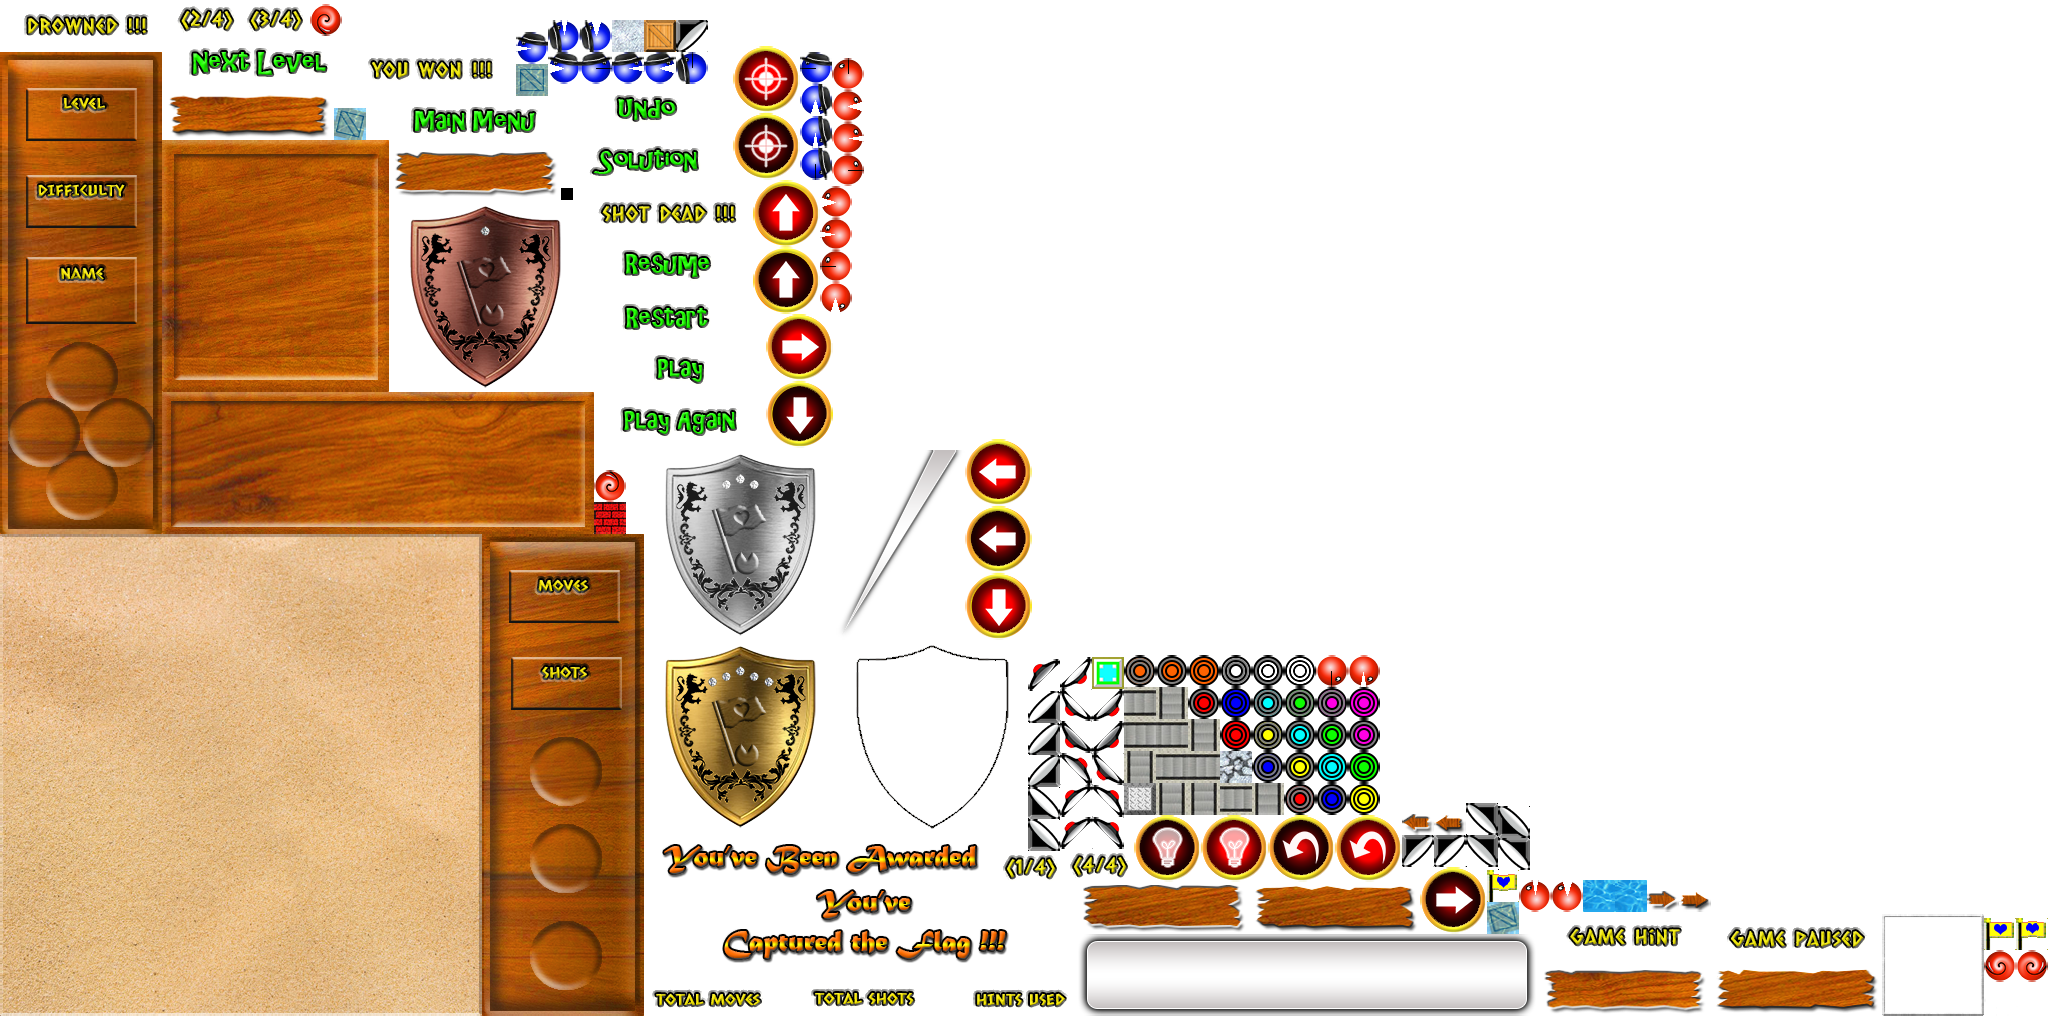 DROWNED !!!
(2/4)
(3/4)
NEXT LEVEL
YOU WON !!!
LEVEL
MAIN MENU
UNDO
SOLUTION
DIFFICULTY
SHOT DEAD !!!
NAME
RESUME
RESTART
PLAY
PLAY AGAIN
MOVES
SHOTS
You've Been Awarded
(1/4)
(4/4)
You've
Captured the Flag !!!
GAME HINT
GAME PAUSED
TOTAL MOVES
TOTAL SHOTS
HINTS USED